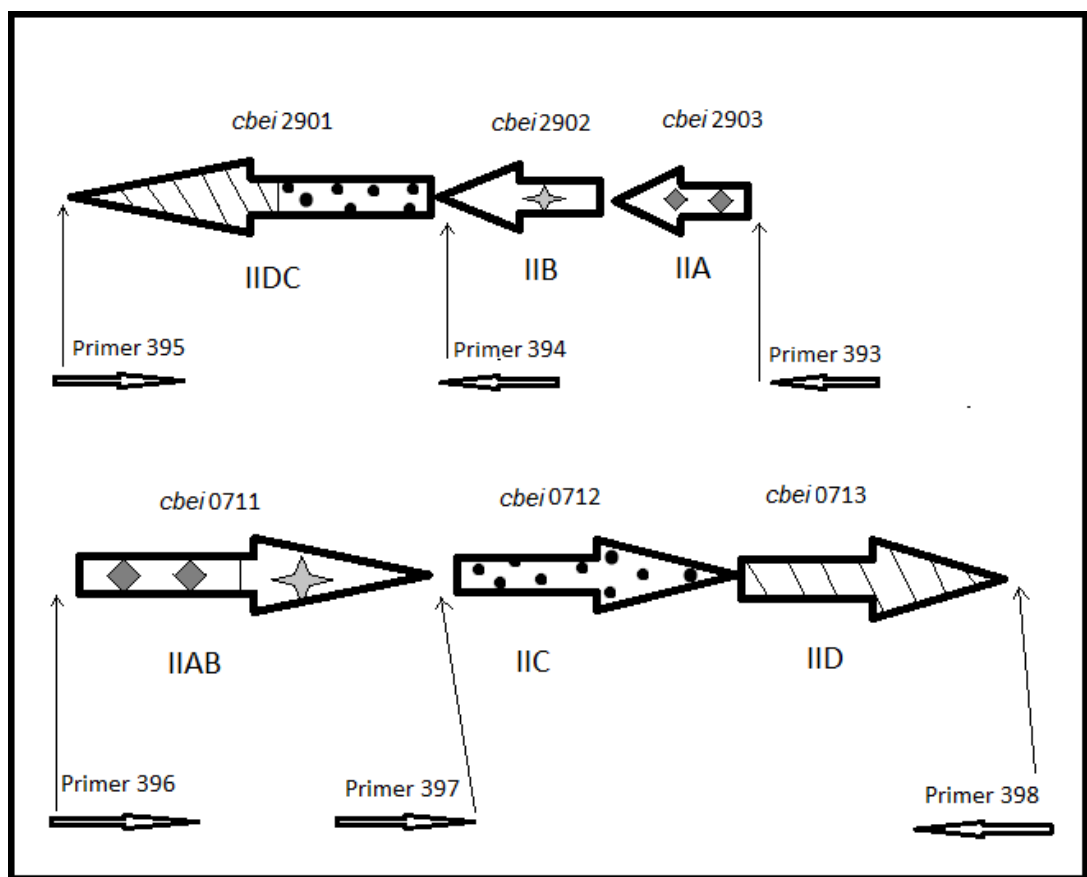 cbei 2901 cbei 2902 cbei 2903
IIDC IIB IIA
Primer 395 Primer 394 Primer 393
cbei 0711 cbei 0712 cbei 0713
IIAB IIC IID
Primer 396 Primer 397 Primer 398